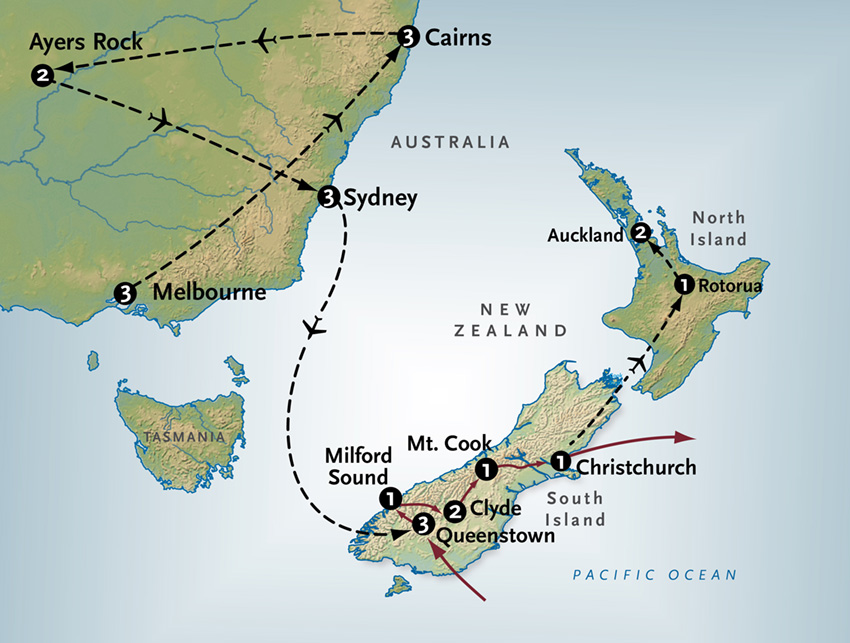 Ayers Rock
2
3 Cairns
AUSTRALIA
3 Sydney
3 Melbourne
TASMANIA
North
Island
Auckland 2
1 Rotorua
NEW
ZEALAND
Mt. Cook
1
Milford
Sound
1
1 Christchurch
South
Island
2 Clyde
3 Queenstown
PACIFIC OCEAN